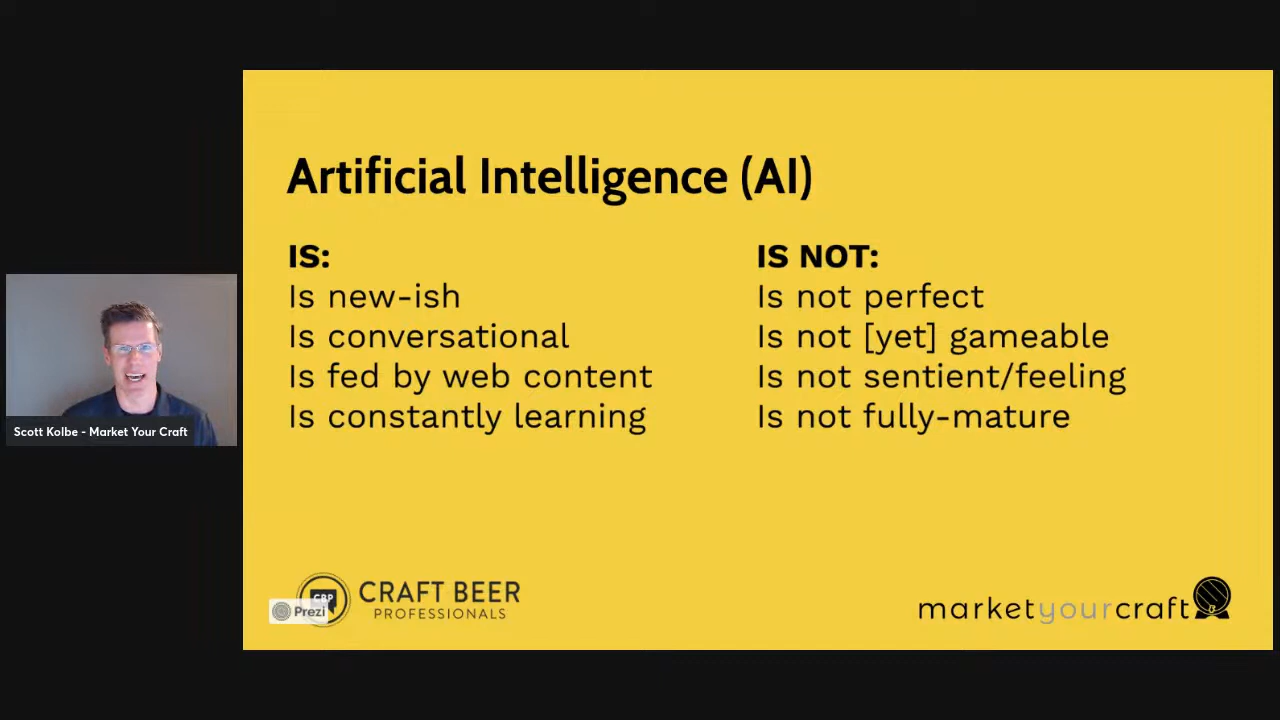 Artificial Intelligence (AI)
IS:
Is new-ish
Is conversational
Is fed by web content
Is constantly learning
IS NOT:
Is not perfect
Is not [yet] gameable
Is not sentient/feeling
Is not fully-mature
Scott Kolbe - Market Your Craft
CBP
Prezi
CRAFT BEER
PROFESSIONALS
marketyourcraft